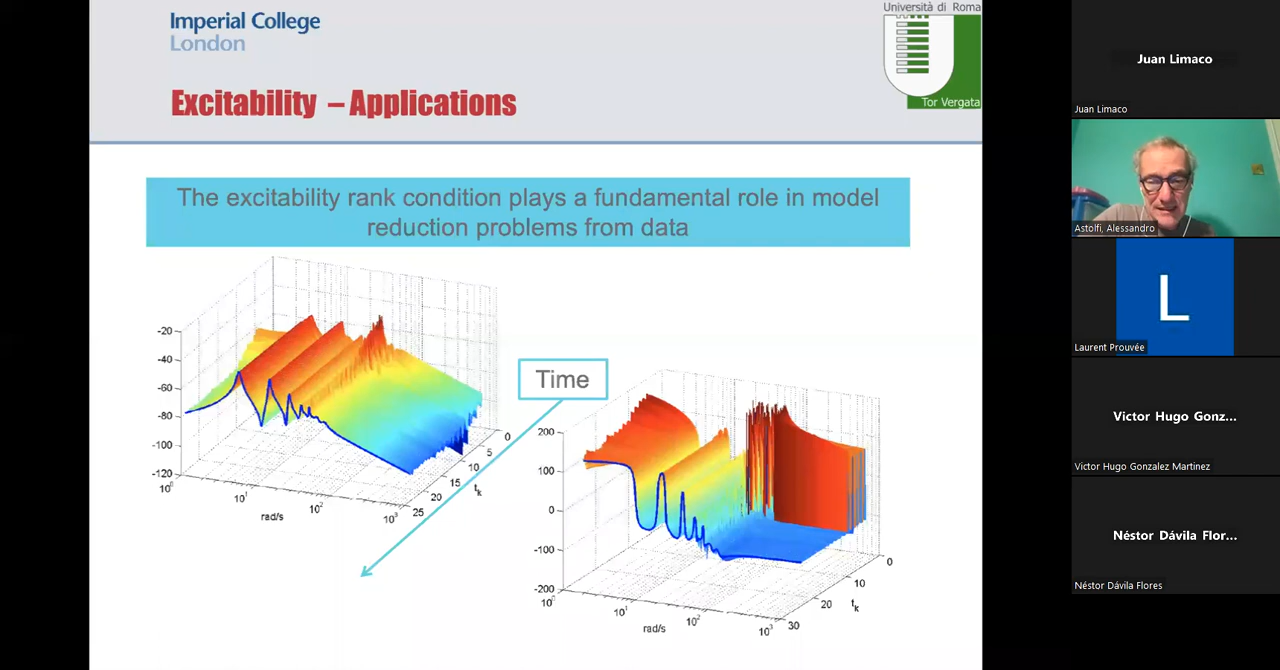 Imperial College
London
Università di Roma
Tor Vergata
Excitability – Applications
The excitability rank condition plays a fundamental role in model
reduction problems from data
-20
-40
-60
-80
-100
-120
10⁰
10¹
10²
10³
rad/s
0
5
10
15
20
25
tₖ
Time
200
100
0
-100
-200
10⁰
10¹
10²
10³
rad/s
0
10
20
30
tₖ
Juan Limaco
Juan Limaco
Astolfi, Alessandro
L
Laurent Prouvée
Victor Hugo Gonz...
Victor Hugo Gonzalez Martinez
Néstor Dávila Flor...
Néstor Dávila Flores